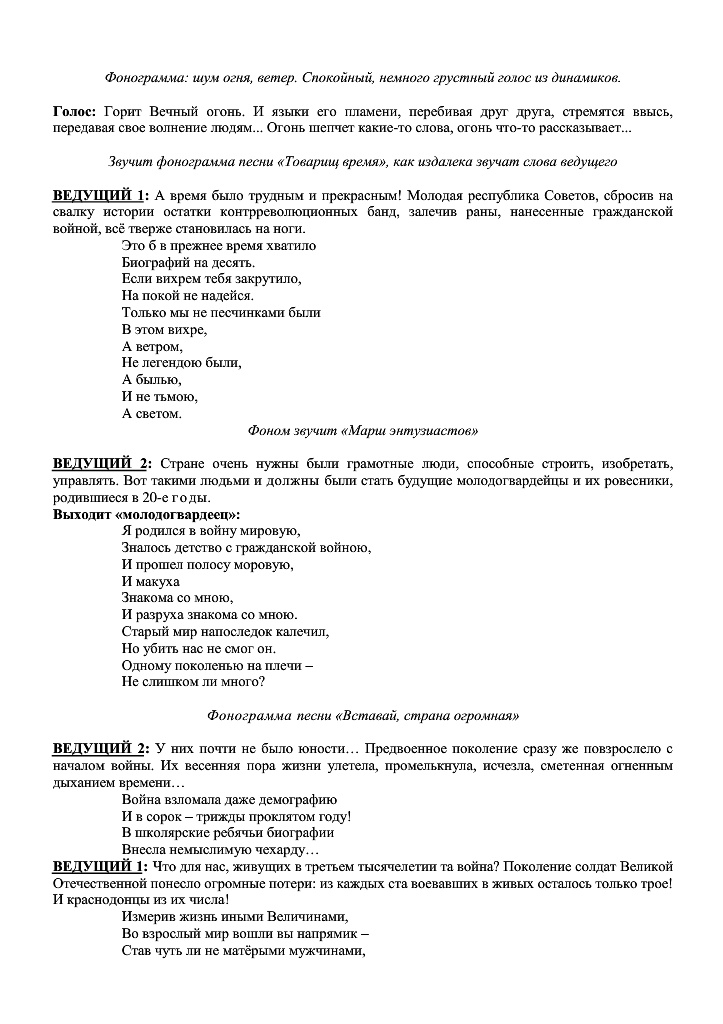 Фонограмма: шум огня, ветер. Спокойный, немного грустный голос из динамиков.
Голос: Горит Вечный огонь. И языки его пламени, перебивая друг друга, стремятся ввысь,
передавая свое волнение людям... Огонь шепчет какие-то слова, огонь что-то рассказывает...
Звучит фонограмма песни «Товарищ время», как издалека звучат слова ведущего
ВЕДУЩИЙ 1: А время было трудным и прекрасным! Молодая республика Советов, сбросив на
свалку истории остатки контрреволюционных банд, залечив раны, нанесенные гражданской
войной, всё тверже становилась на ноги.
Это б в прежнее время хватило
Биографий на десять.
Если вихрем тебя закрутило,
На покой не надейся.
Только мы не песчинками были
В этом вихре,
А ветром,
Не легендою были,
А былью,
И не тьмою,
А светом.
Фоном звучит «Марш энтузиастов»
ВЕДУЩИЙ 2: Стране очень нужны были грамотные люди, способные строить, изобретать,
управлять. Вот такими людьми и должны были стать будущие молодогвардейцы и их ровесники,
родившиеся в 20-е годы.
Выходит «молодогвардеец»:
Я родился в войну мировую,
Зналось детство с гражданской войною,
И прошел полосу моровую,
И макуха
Знакома со мною,
И разруха знакома со мною.
Старый мир напоследок калечил,
Но убить нас не смог он.
Одному поколенью на плечи –
Не слишком ли много?
Фонограмма песни «Вставай, страна огромная»
ВЕДУЩИЙ 2: У них почти не было юности… Предвоенное поколение сразу же повзрослело с
началом войны. Их весенняя пора жизни улетела, промелькнула, исчезла, сметенная огненным
дыханием времени…
Война взломала даже демографию
И в сорок – трижды проклятом году!
В школярские ребячьи биографии
Внесла немыслимую чехарду…
ВЕДУЩИЙ 1: Что для нас, живущих в третьем тысячелетии та война? Поколение солдат Великой
Отечественной понесло огромные потери: из каждых ста воевавших в живых осталось только трое!
И краснодонцы из их числа!
Измерив жизнь иными Величинами,
Во взрослый мир вошли вы напрямик –
Став чуть ли не матёрыми мужчинами,